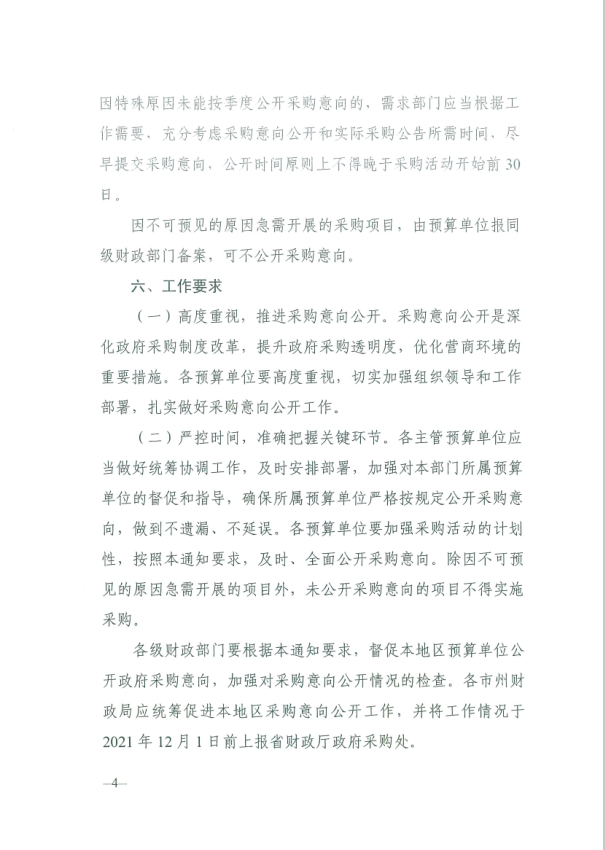 因特殊原因未能按季度公开采购意向的，需求部门应当根据工
作需要，充分考虑采购意向公开和实际采购公告所需时间，尽
早提交采购意向，公开时间原则上不得晚于采购活动开始前 30
日。
因不可预见的原因急需开展的采购项目，由预算单位报同
级财政部门备案，可不公开采购意向。
六、工作要求
（一）高度重视，推进采购意向公开。采购意向公开是深
化政府采购制度改革，提升政府采购透明度，优化营商环境的
重要措施。各预算单位要高度重视，切实加强组织领导和工作
部署，扎实做好采购意向公开工作。
（二）严控时间，准确把握关键环节。各主管预算单位应
当做好统筹协调工作，及时安排部署，加强对本部门所属预算
单位的督促和指导，确保所属预算单位严格按规定公开采购意
向，做到不遗漏、不延误。各预算单位要加强采购活动的计划
性，按照本通知要求，及时、全面公开采购意向。除因不可预
见的原因急需开展的项目外，未公开采购意向的项目不得实施
采购。
各级财政部门要根据本通知要求，督促本地区预算单位公
开政府采购意向，加强对采购意向公开情况的检查。各市州财
政局应统筹促进本地区采购意向公开工作，并将工作情况于
2021 年 12 月 1 日前上报省财政厅政府采购处。
—4—